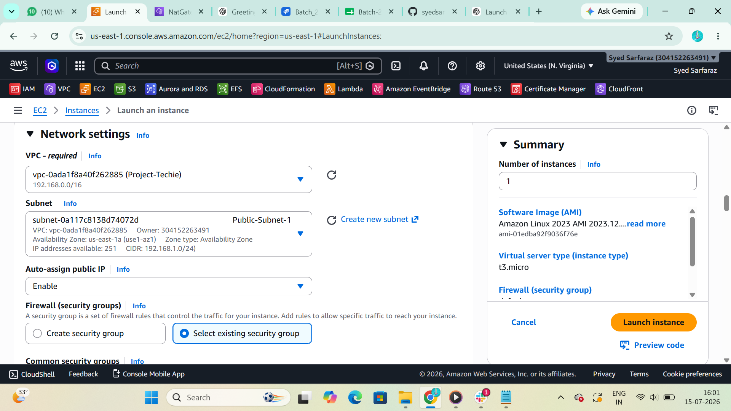 (10) Wh
Launch
NatGat
Greetin
Batch_
Batch-3
syedsar
Launch
Ask Gemini
us-east-1.console.aws.amazon.com/ec2/home?region=us-east-1#LaunchInstances:
aws
Search
[Alt+S]
United States (N. Virginia)
Syed Sarfaraz (304152263491)
Syed Sarfaraz
IAM
VPC
EC2
S3
Aurora and RDS
EFS
CloudFormation
Lambda
Amazon EventBridge
Route 53
Certificate Manager
CloudFront
EC2
Instances
Launch an instance
Network settings Info
VPC - required Info
vpc-0ada1f8a40f262885 (Project-Techie)
192.168.0.0/16
Subnet Info
subnet-0a117c8138d74072d Public-Subnet-1
VPC: vpc-0ada1f8a40f262885 Owner: 304152263491
Availability Zone: us-east-1a (use1-az1) Zone type: Availability Zone
IP addresses available: 251 CIDR: 192.168.1.0/24)
Create new subnet
Auto-assign public IP Info
Enable
Firewall (security groups) Info
A security group is a set of firewall rules that control the traffic for your instance. Add rules to allow specific traffic to reach your instance.
Create security group
Select existing security group
Common security groups Info
Summary
Number of instances Info
1
Software Image (AMI)
Amazon Linux 2023 AMI 2023.12....read more
ami-01edba92f9036f76e
Virtual server type (instance type)
t3.micro
Firewall (security group)
Cancel
Launch instance
Preview code
CloudShell
Feedback
Console Mobile App
© 2026, Amazon Web Services, Inc. or its affiliates.
Privacy
Terms
Cookie preferences
Search
ENG
IN
16:01
15-07-2026